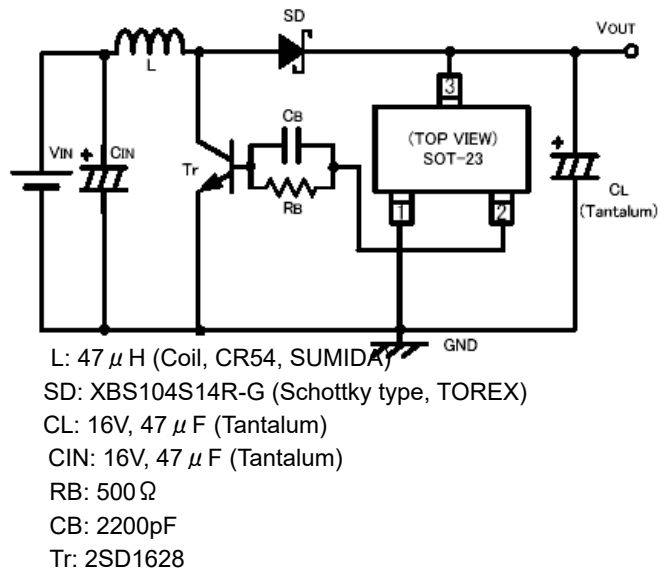 SD
VOUT
L
3
CB
(TOP VIEW)
SOT-23
VIN + CIN
Tr
+
CL
(Tantalum)
RB
1
2
GND
L: 47 μ H (Coil, CR54, SUMIDA)
SD: XBS104S14R-G (Schottky type, TOREX)
CL: 16V, 47 μ F (Tantalum)
CIN: 16V, 47 μ F (Tantalum)
RB: 500Ω
CB: 2200pF
Tr: 2SD1628